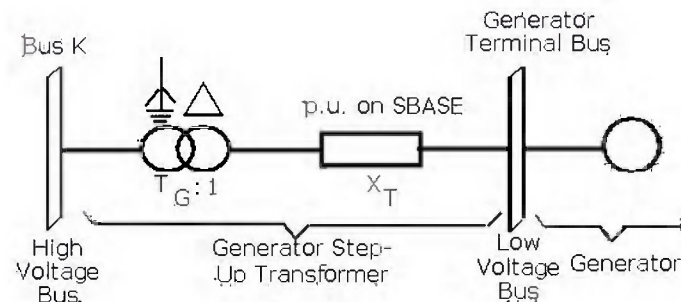 Bus K
Generator
Terminal Bus
p.u. on SBASE
T G : 1
X T
High
Voltage
Bus
Generator Step-
Up Transformer
Low
Voltage
Bus
Generator